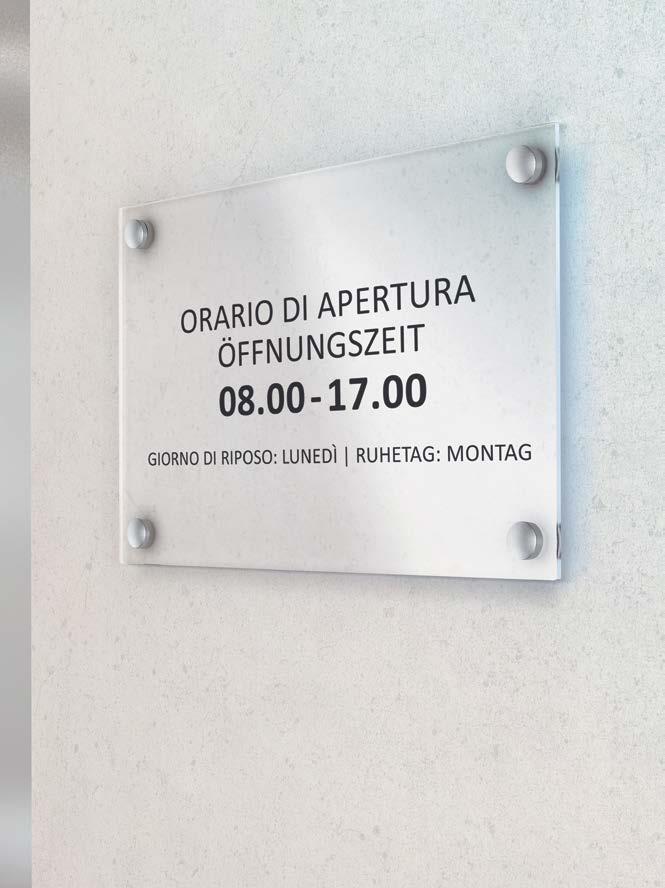 ORARIO DI APERTURA
ÖFFNUNGSZEIT
08.00 - 17.00
GIORNO DI RIPOSO: LUNEDÌ | RUHETAG: MONTAG